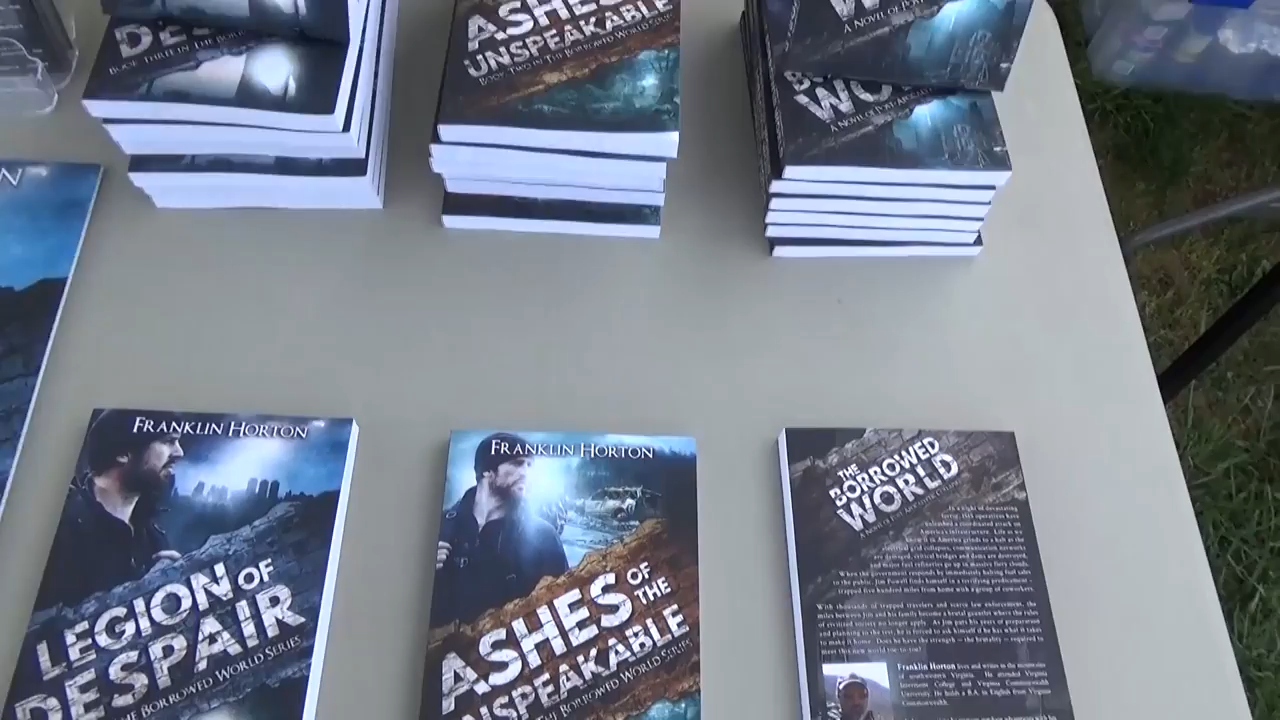 DES
BOOK THREE IN THE BOR
ASHES
UNSPEAKABLE
BOOK TWO IN THE BORROWED WORLD SERIES
A NOVEL OF POST
WO
A NOVEL OF POST-APOCALY
N
FRANKLIN HORTON
LEGION OF
DESPAIR
THE BORROWED WORLD SERIES
FRANKLIN HORTON
ASHES OF THE
UNSPEAKABLE
THE BORROWED WORLD SERIES
THE
BORROWED
WORLD
In a night of devastating
terror, ISIS operatives have
unleashed a coordinated attack on
America's infrastructure. Life as we
know it in America grinds to a halt as the
electrical grid collapses, communication networks
are damaged, critical bridges and dams are destroyed,
and major fuel refineries go up in massive fiery clouds.
When the government responds by immediately halting fuel sales
to the public, Jim Powell finds himself in a terrifying predicament -
trapped five hundred miles from home with a group of coworkers.
With thousands of trapped travelers and scarce law enforcement, the
miles between Jim and his family become a brutal gauntlet where the rules
of civilized society no longer apply. As Jim puts his years of preparation
and planning to the test, he is forced to ask himself if he has what it takes
to make it home. Does he have the strength – the brutality – required to
meet this new world toe-to-toe?
Franklin Horton lives and writes in the mountains
of southwestern Virginia. He attended Virginia
Intermont College and Virginia Commonwealth
University. He holds a B.A. in English from Virginia
Commonwealth.